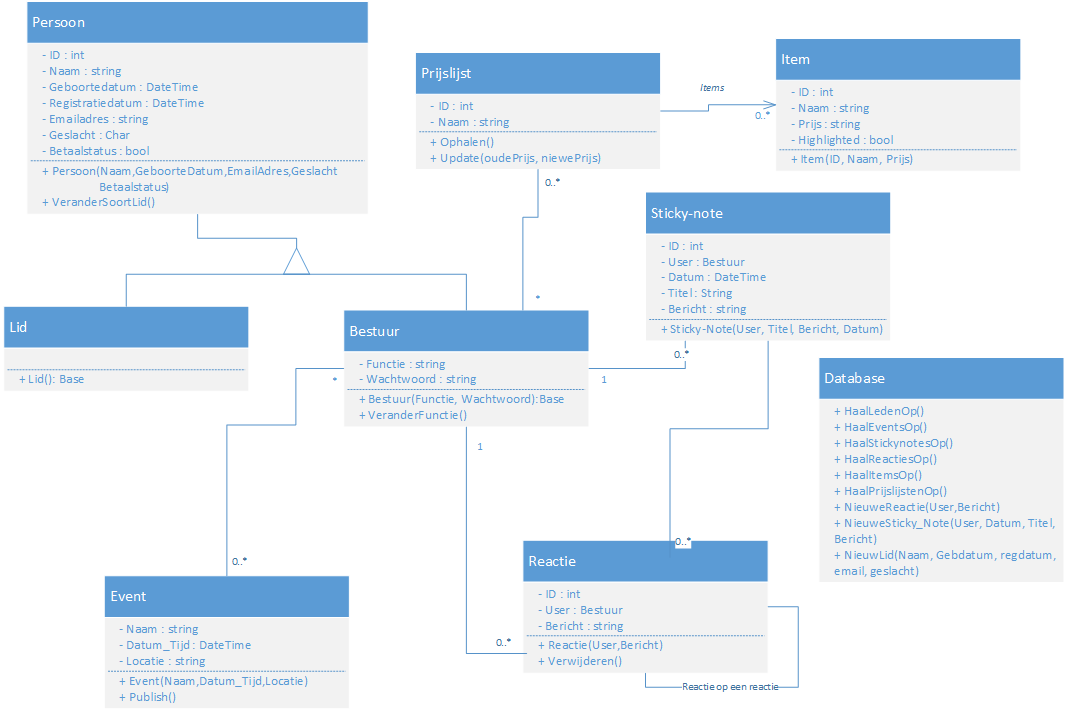 Persoon
- ID : int
- Naam : string
- Geboortedatum : DateTime
- Registratiedatum : DateTime
- Emailadres : string
- Geslacht : Char
- Betaalstatus : bool
+ Persoon(Naam,GeboorteDatum,EmailAdres,Geslacht
Betaalstatus)
+ VeranderSoortLid()
Prijslijst
- ID : int
- Naam : string
+ Ophalen()
+ Update(oudePrijs, niewePrijs)
Items
0..*
Item
- ID : int
- Naam : string
- Prijs : string
- Highlighted : bool
+ Item(ID, Naam, Prijs)
0..*
*
Sticky-note
- ID : int
- User : Bestuur
- Datum : DateTime
- Titel : String
- Bericht : string
+ Sticky-Note(User, Titel, Bericht, Datum)
0..*
Lid
+ Lid(): Base
Bestuur
- Functie : string
- Wachtwoord : string
+ Bestuur(Functie, Wachtwoord):Base
+ VeranderFunctie()
*
1
1
Database
+ HaalLedenOp()
+ HaalEventsOp()
+ HaalStickynotesOp()
+ HaalReactiesOp()
+ HaalItemsOp()
+ HaalPrijslijstenOp()
+ NieuweReactie(User,Bericht)
+ NieuweSticky_Note(User, Datum, Titel,
Bericht)
+ NieuwLid(Naam, Gebdatum, regdatum,
email, geslacht)
0..*
Event
- Naam : string
- Datum_Tijd : DateTime
- Locatie : string
+ Event(Naam,Datum_Tijd,Locatie)
+ Publish()
0..*
0..*
Reactie
- ID : int
- User : Bestuur
- Bericht : string
+ Reactie(User,Bericht)
+ Verwijderen()
Reactie op een reactie